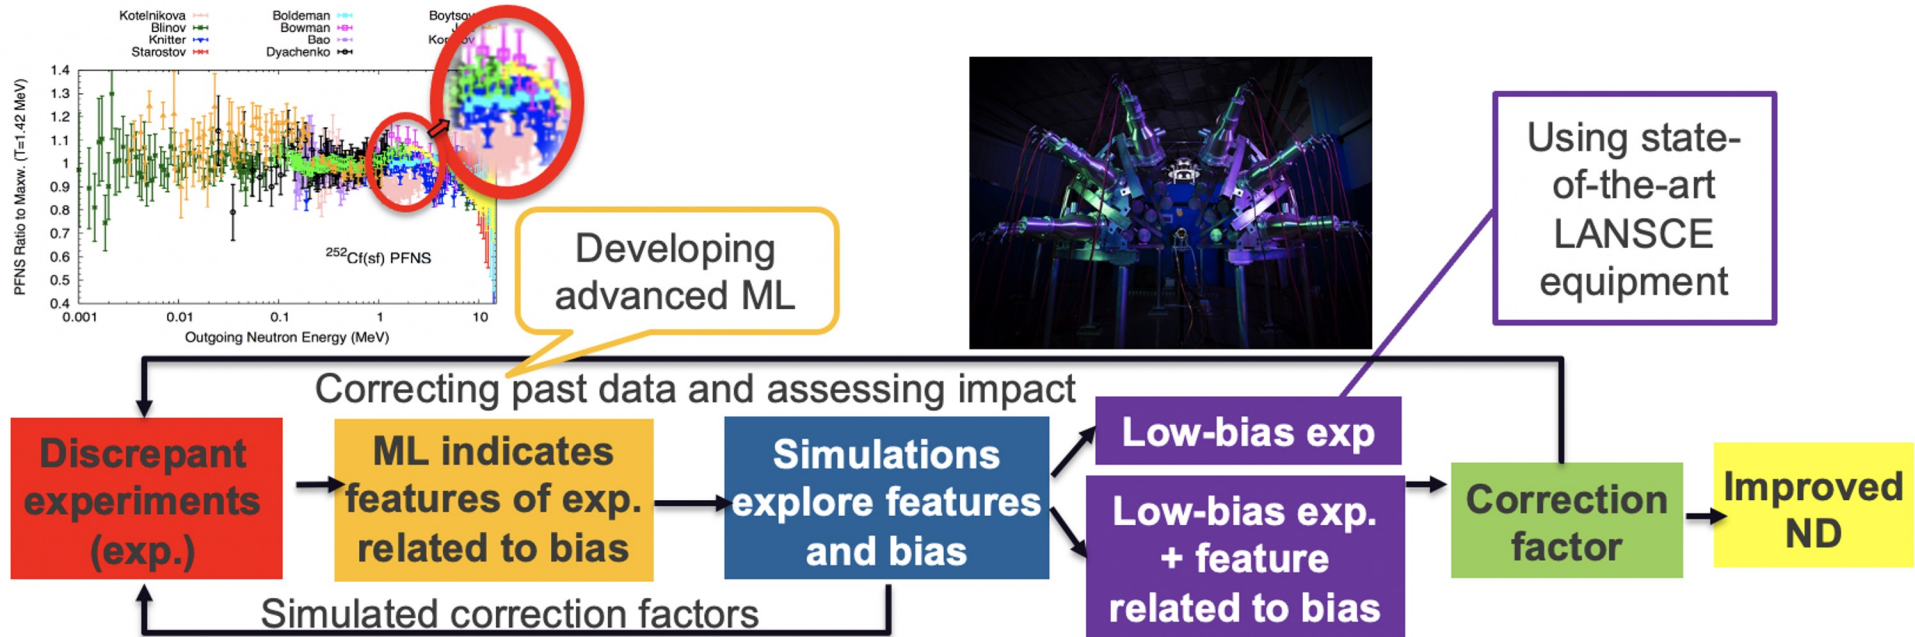 Kotelnikova
Blinov
Knitter
Starostov
Boldeman
Bowman
Bao
Dyachenko
Boytsov
PFNS Ratio to Maxw. (T=1.42 MeV)
1.4
1.3
1.2
1.1
1
0.9
0.8
0.7
0.6
0.5
0.4
252Cf(sf) PFNS
0.001
0.01
0.1
1
10
Outgoing Neutron Energy (MeV)
Developing
advanced ML
Using state-
of-the-art
LANSCE
equipment
Correcting past data and assessing impact
Discrepant
experiments
(exp.)
ML indicates
features of exp.
related to bias
Simulations
explore features
and bias
Low-bias exp
Low-bias exp.
+ feature
related to bias
Correction
factor
Improved
ND
Simulated correction factors